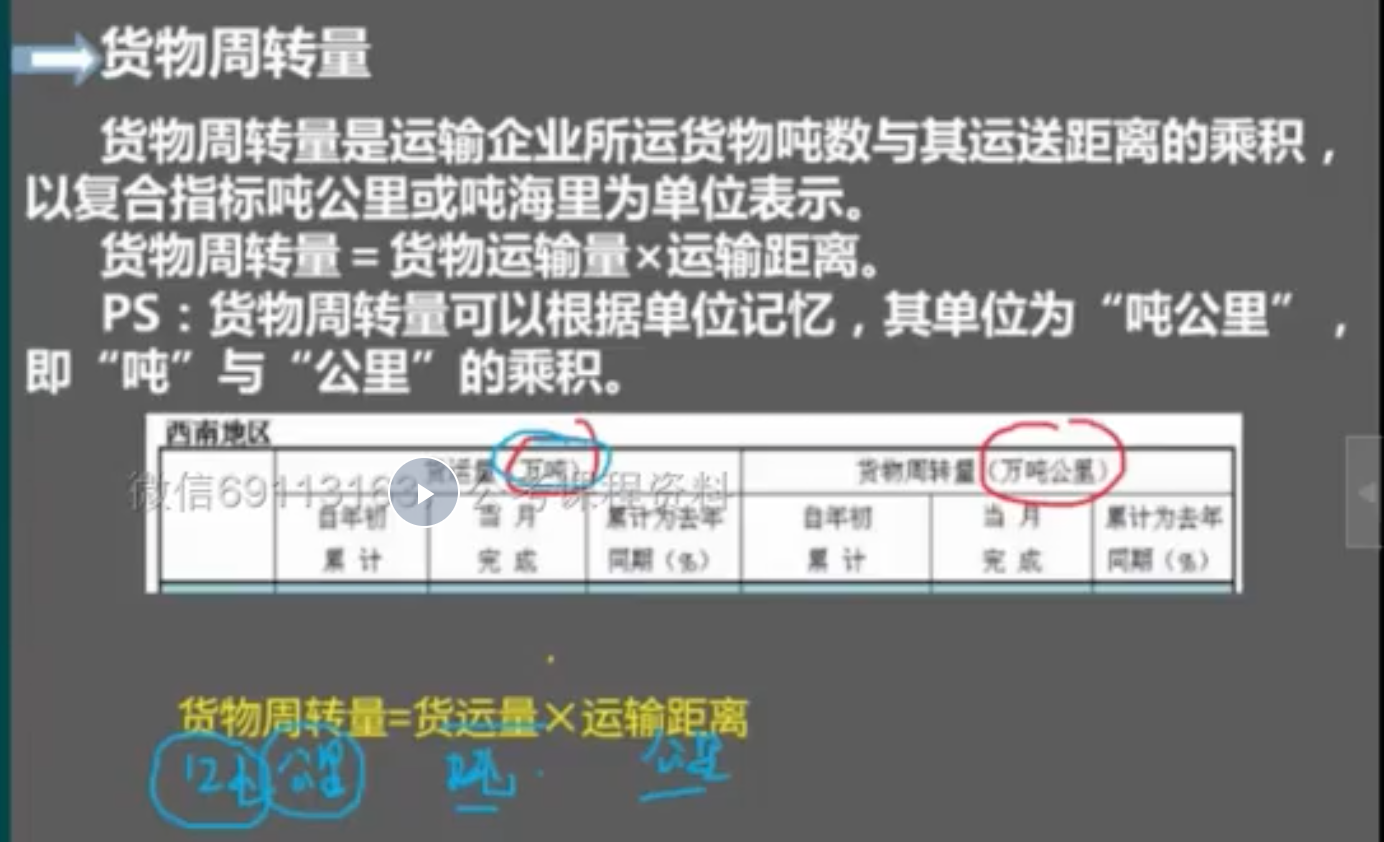 货物周转量
货物周转量是运输企业所运货物吨数与其运送距离的乘积，
以复合指标吨公里或吨海里为单位表示。
货物周转量＝货物运输量×运输距离。
PS：货物周转量可以根据单位记忆，其单位为“吨公里”，
即“吨”与“公里”的乘积。
西南地区
货运量（万吨） 货物周转量（万吨公里）
微信69113163 公考课程资料
自年初 当 月 累计为去年 自年初 当 月 累计为去年
累 计 完 成 同期（%） 累 计 完 成 同期（%）
货物周转量=货运量×运输距离
吨 公里 吨 公里